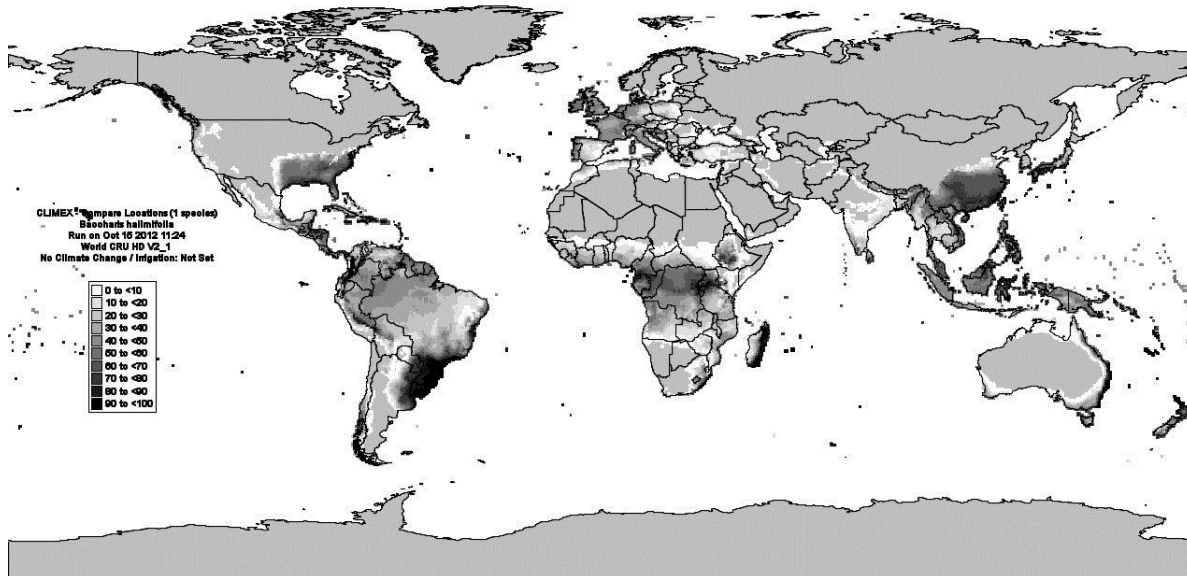 CLIMEX® Compare Locations (1 species)
Baccharis halimifolia
Run on Oct 15 2012 11:24
World CRU HD V2_1
No Climate Change / Irrigation: Not Set
0 to <10
10 to <20
20 to <30
30 to <40
40 to <50
50 to <60
60 to <70
70 to <80
80 to <90
90 to <100